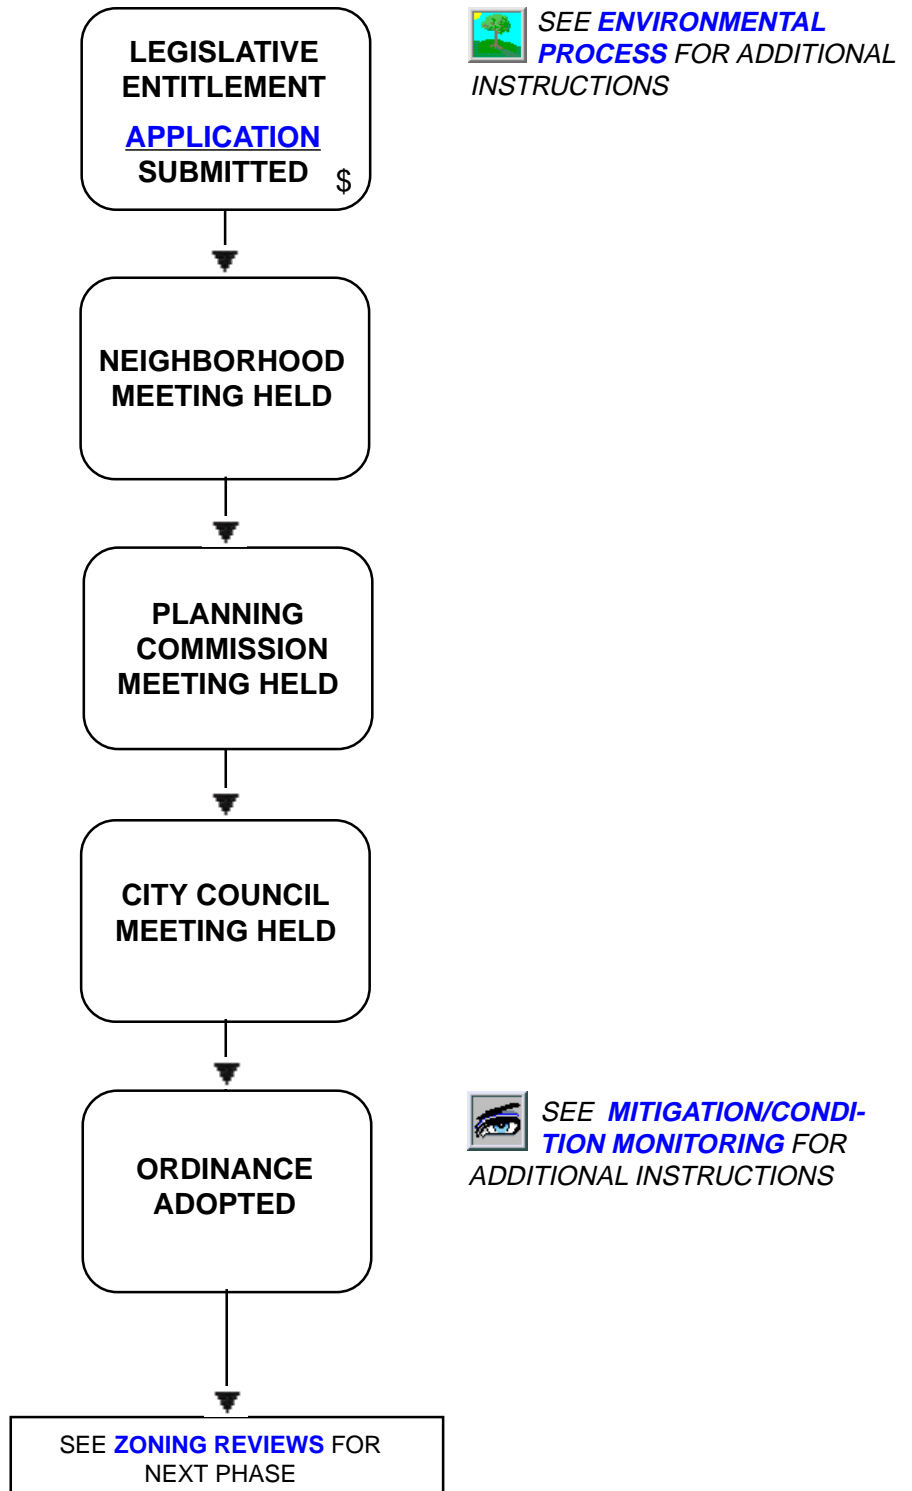 LEGISLATIVE
ENTITLEMENT
APPLICATION
SUBMITTED $
SEE ENVIRONMENTAL
PROCESS FOR ADDITIONAL
INSTRUCTIONS
NEIGHBORHOOD
MEETING HELD
PLANNING
COMMISSION
MEETING HELD
CITY COUNCIL
MEETING HELD
ORDINANCE
ADOPTED
SEE MITIGATION/CONDI-
TION MONITORING FOR
ADDITIONAL INSTRUCTIONS
SEE ZONING REVIEWS FOR
NEXT PHASE